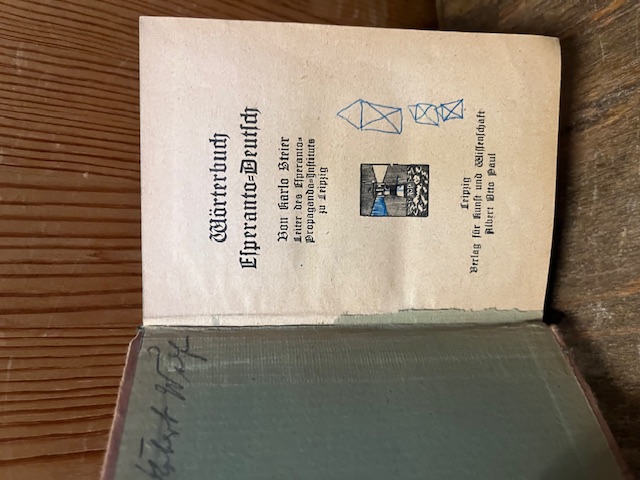 Wörterbuch
Esperanto=Deutsch
Von Karlo Steier
Leiter des Esperanto=
Propaganda=Instituts
zu Leipzig
Leipzig
Verlag für Kunst und Wissenschaft
Albert Otto Paul